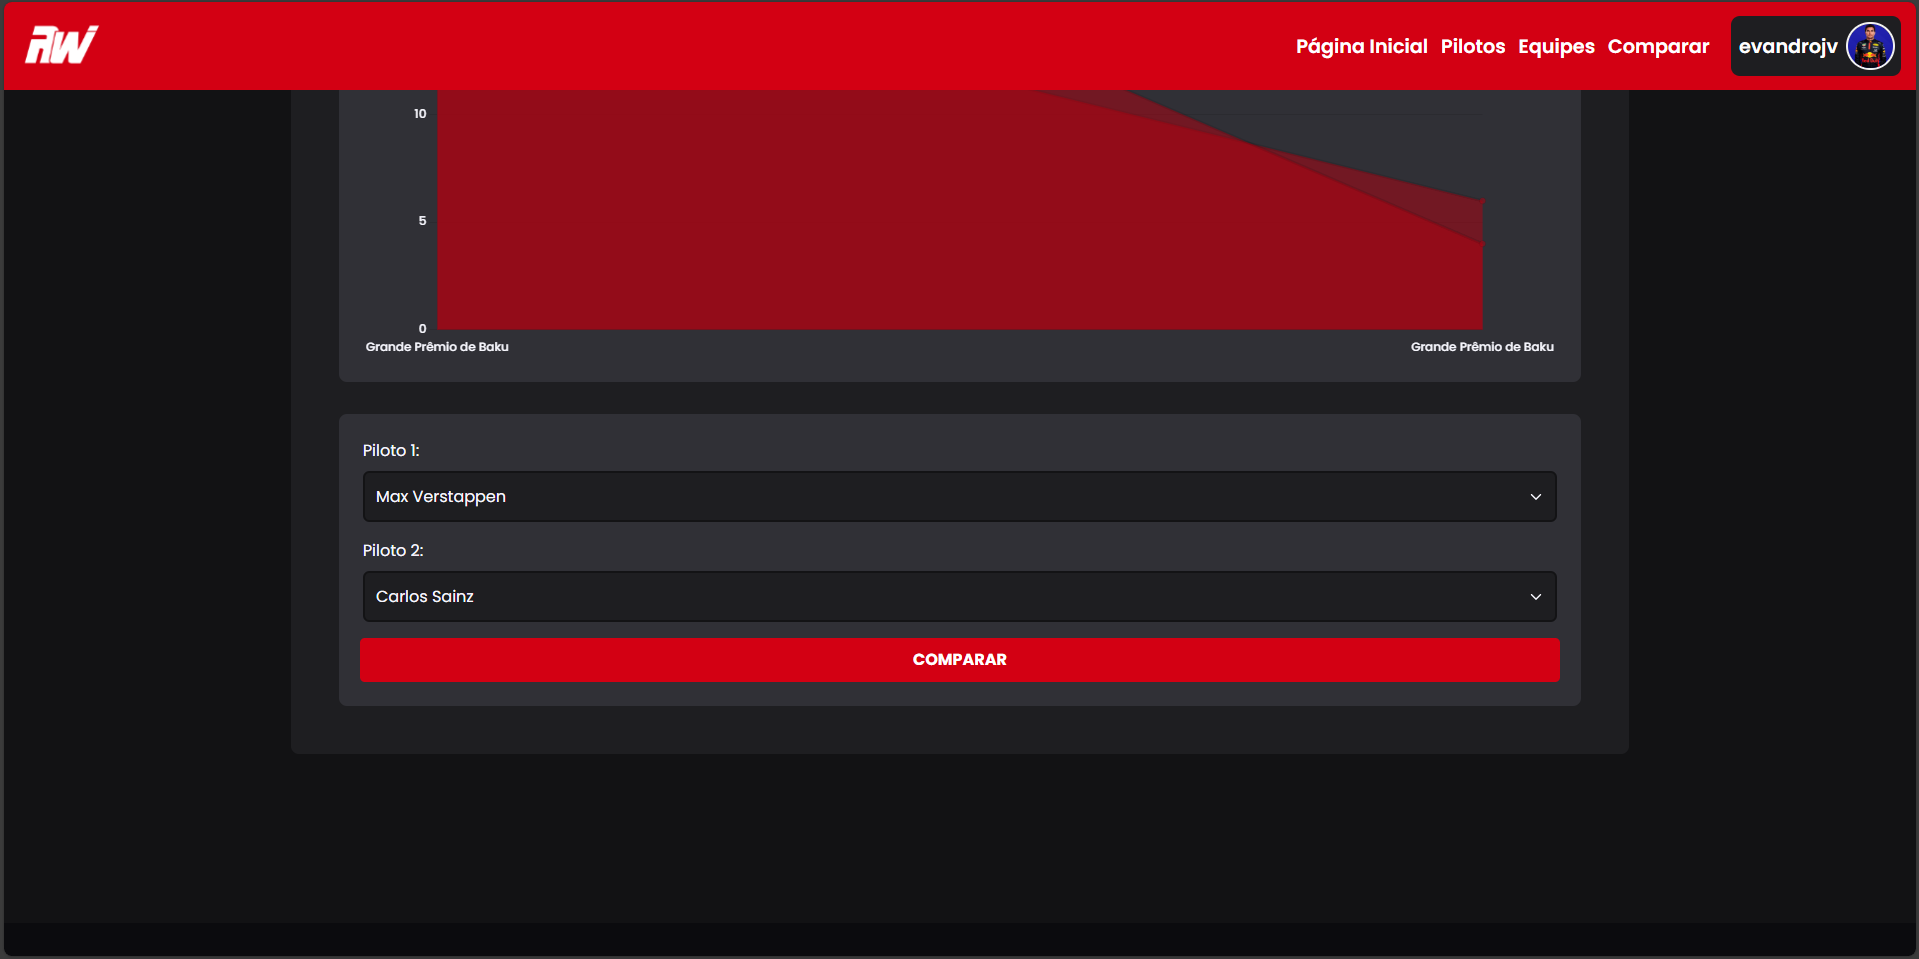 RW
Página Inicial Pilotos Equipes Comparar evandrojv
10
5
0
Grande Prêmio de Baku Grande Prêmio de Baku
Piloto 1:
Max Verstappen
Piloto 2:
Carlos Sainz
COMPARAR